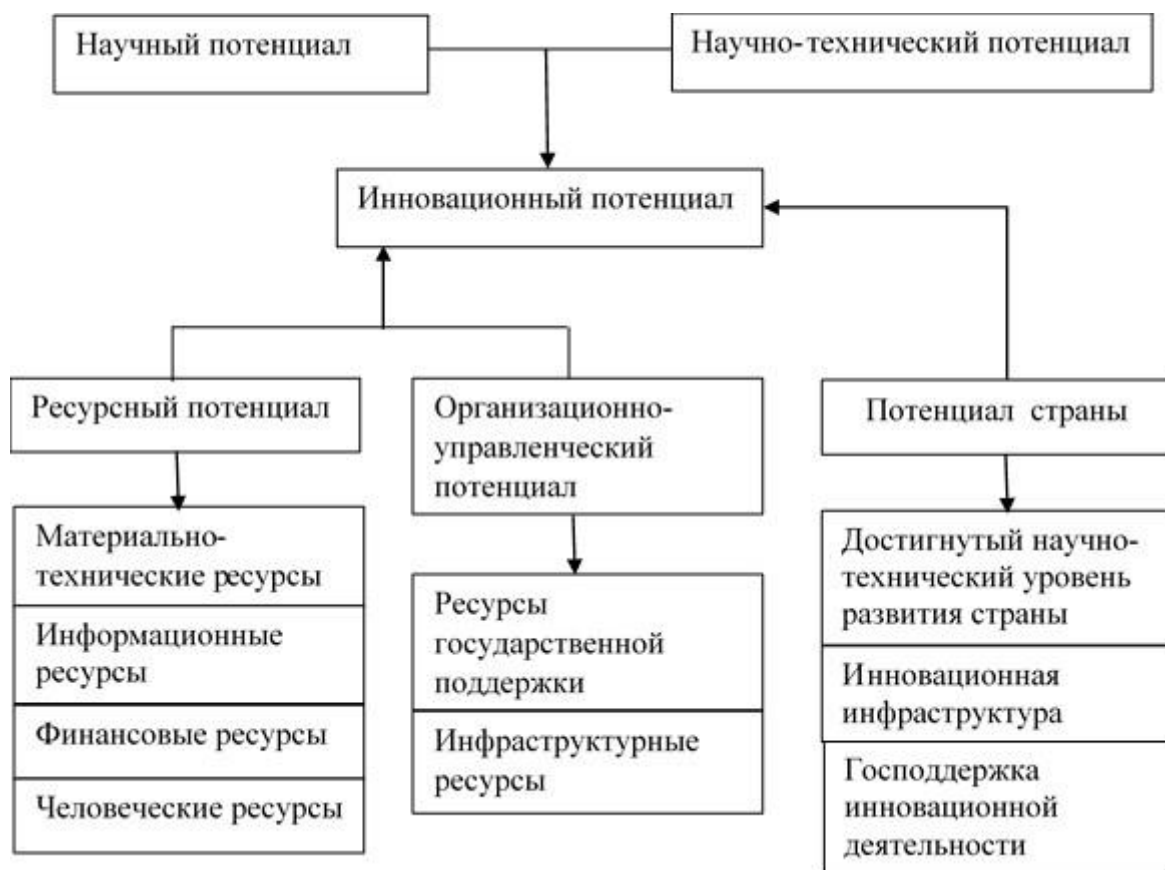 Научный потенциал
Научно-технический потенциал
Инновационный потенциал
Ресурсный потенциал
Организационно-
управленческий
потенциал
Потенциал страны
Материально-
технические ресурсы
Информационные
ресурсы
Финансовые ресурсы
Человеческие ресурсы
Ресурсы
государственной
поддержки
Инфраструктурные
ресурсы
Достигнутый научно-
технический уровень
развития страны
Инновационная
инфраструктура
Господдержка
инновационной
деятельности